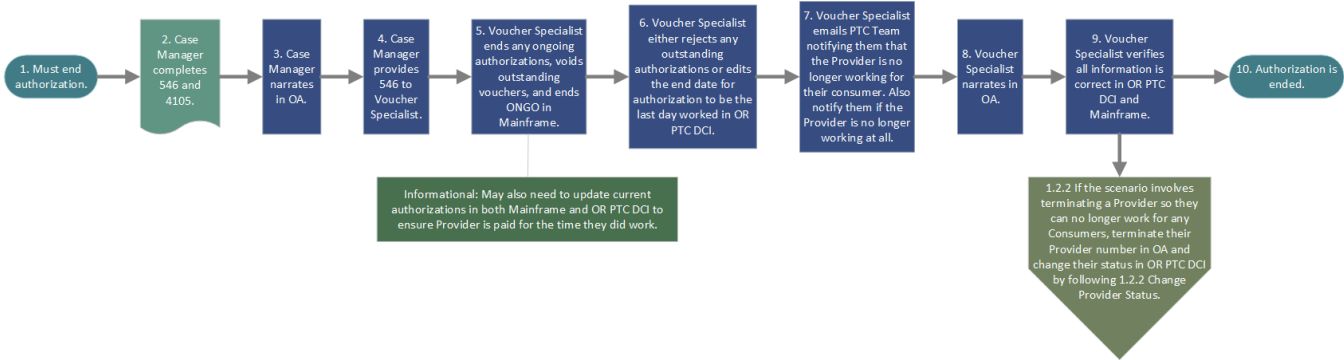 1. Must end
authorization.
2. Case
Manager
completes
546 and
4105.
3. Case
Manager
narrates
in OA.
4. Case
Manager
provides
546 to
Voucher
Specialist.
5. Voucher Specialist
ends any ongoing
authorizations, voids
outstanding
vouchers, and ends
ONGO in
Mainframe.
6. Voucher Specialist
either rejects any
outstanding
authorizations or edits
the end date for
authorization to be the
last day worked in OR
PTC DCI.
7. Voucher Specialist
emails PTC Team
notifying them that
the Provider is no
longer working for
their consumer. Also
notify them if the
Provider is no longer
working at all.
8. Voucher
Specialist
narrates in
OA.
9. Voucher
Specialist verifies
all information is
correct in OR PTC
DCI and
Mainframe.
10. Authorization is
ended.
Informational: May also need to update current
authorizations in both Mainframe and OR PTC DCI to
ensure Provider is paid for the time they did work.
1.2.2 If the scenario involves
terminating a Provider so they
can no longer work for any
Consumers, terminate their
Provider number in OA and
change their status in OR PTC DCI
by following 1.2.2 Change
Provider Status.